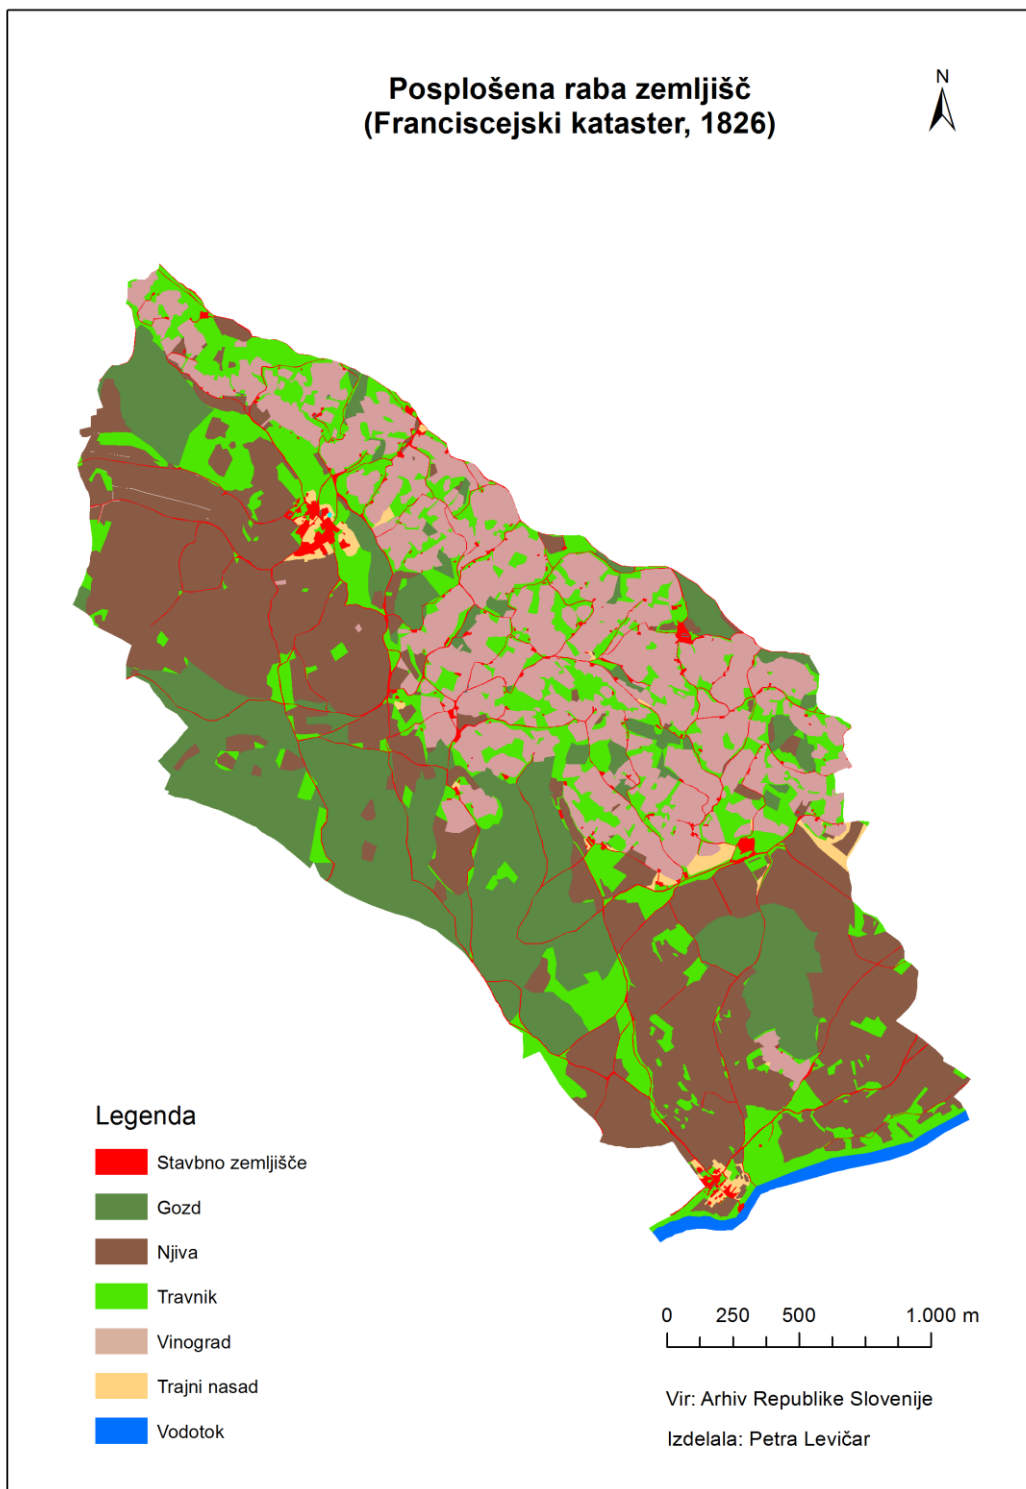 Posplošena raba zemljišč
(Franciscejski kataster, 1826)
N
Legenda
Stavbno zemljišče
Gozd
Njiva
Travnik
Vinograd
Trajni nasad
Vodotok
0 250 500 1.000 m
Vir: Arhiv Republike Slovenije
Izdelala: Petra Levičar